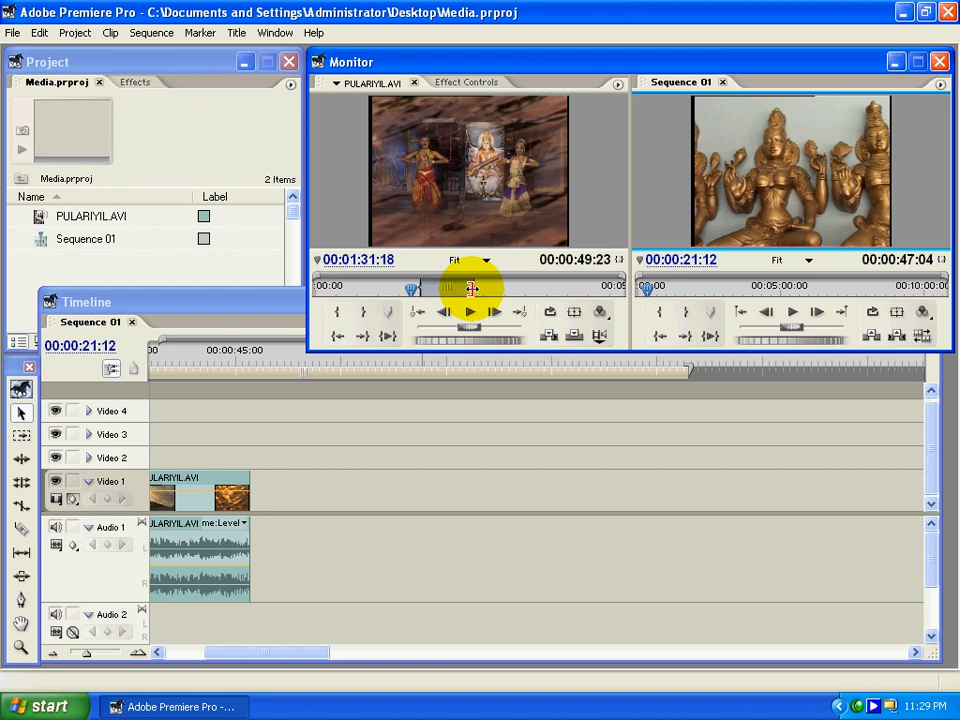 Adobe Premiere Pro - C:\Documents and Settings\Administrator\Desktop\Media.prproj
File Edit Project Clip Sequence Marker Title Window Help
Project
Media.prproj Effects
Media.prproj
2 Items
Name Label
PULARIYIL.AVI
Sequence 01
Monitor
PULARIYIL.AVI Effect Controls
Sequence 01
00:01:31:18 Fit 00:00:49:23
00:00:21:12 Fit 00:00:47:04
:00:00
00:00 00:05:00:00 00:10:00:00
Timeline
Sequence 01
00:00:21:12
00:00:45:00
Video 4
Video 3
Video 2
Video 1
ULARIYIL.AVI
Audio 1
ULARIYIL.AVI me:Level
L
R
Audio 2
L
R
start Adobe Premiere Pro -... 11:29 PM